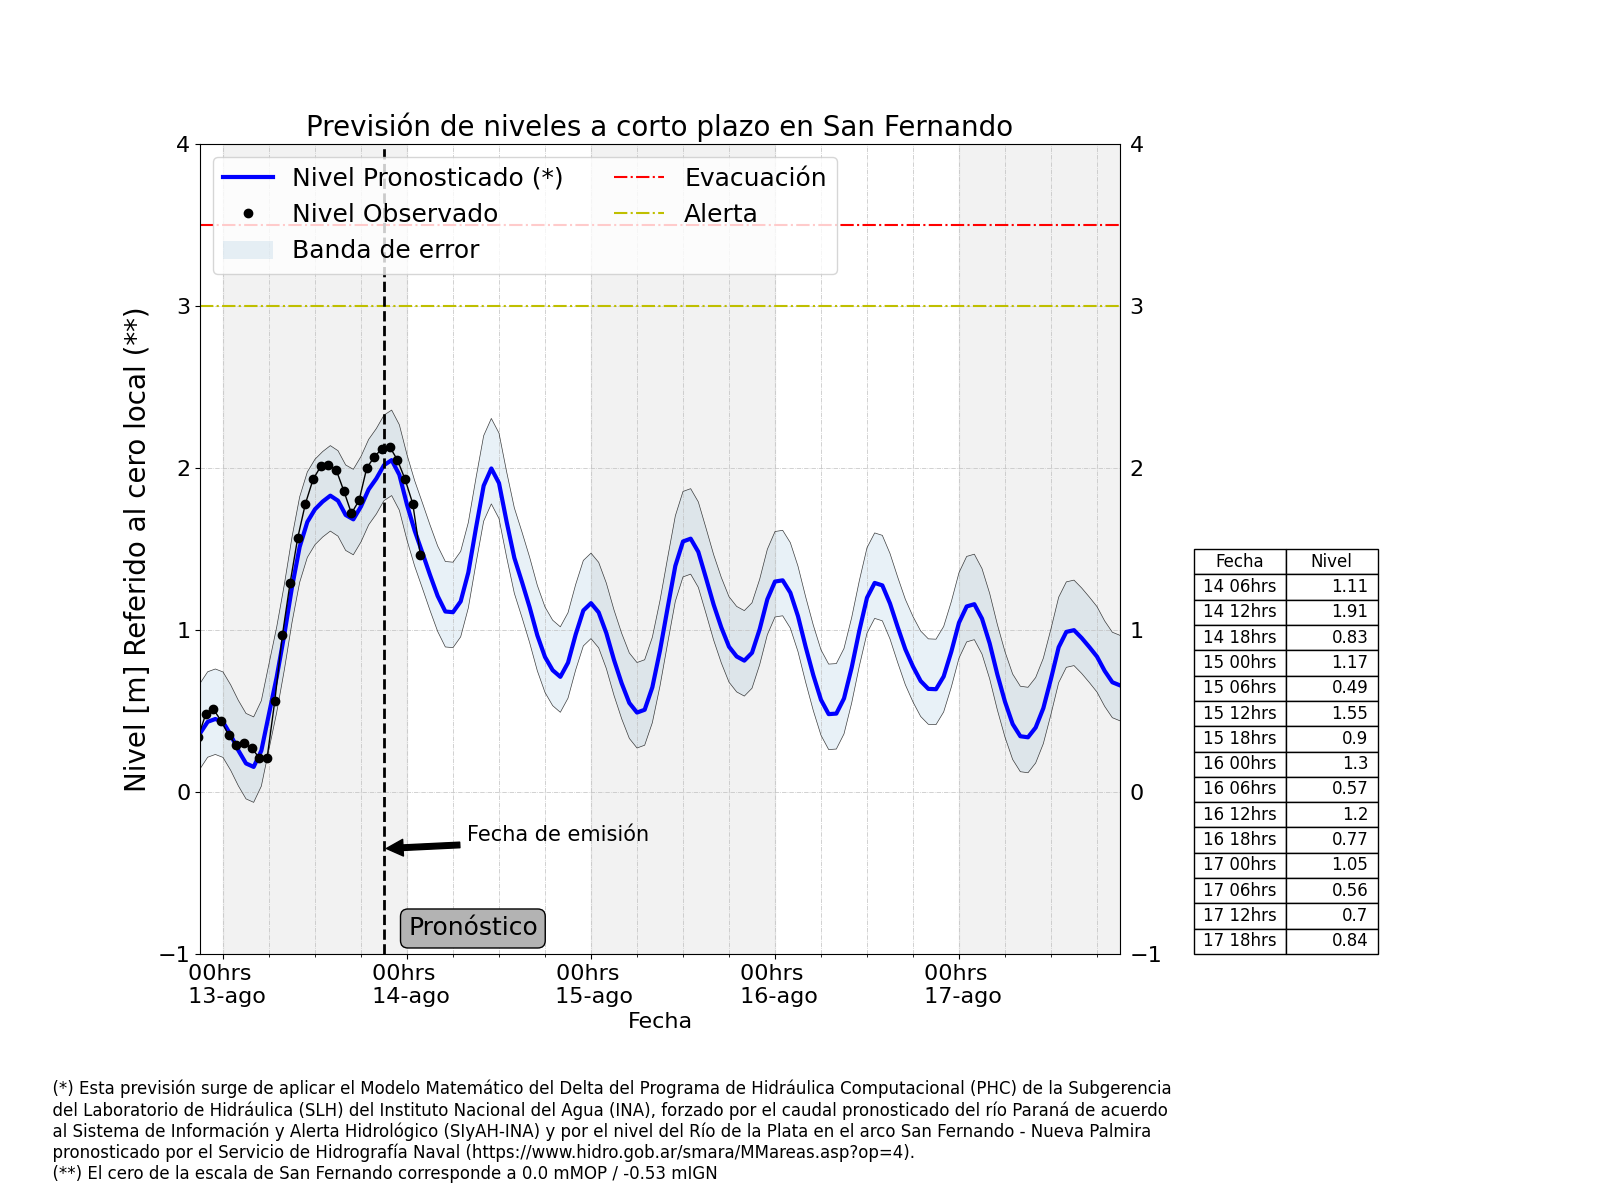 Previsión de niveles a corto plazo en San Fernando
Nivel Pronosticado (*)
Nivel Observado
Banda de error
Evacuación
Alerta
4
3
2
1
0
−1
4
3
2
1
0
−1
Nivel [m] Referido al cero local (**)
Fecha de emisión
Pronóstico
00hrs
13-ago
00hrs
14-ago
00hrs
15-ago
00hrs
16-ago
00hrs
17-ago
Fecha
Fecha Nivel
14 06hrs 1.11
14 12hrs 1.91
14 18hrs 0.83
15 00hrs 1.17
15 06hrs 0.49
15 12hrs 1.55
15 18hrs 0.9
16 00hrs 1.3
16 06hrs 0.57
16 12hrs 1.2
16 18hrs 0.77
17 00hrs 1.05
17 06hrs 0.56
17 12hrs 0.7
17 18hrs 0.84
(*) Esta previsión surge de aplicar el Modelo Matemático del Delta del Programa de Hidráulica Computacional (PHC) de la Subgerencia
del Laboratorio de Hidráulica (SLH) del Instituto Nacional del Agua (INA), forzado por el caudal pronosticado del río Paraná de acuerdo
al Sistema de Información y Alerta Hidrológico (SIyAH-INA) y por el nivel del Río de la Plata en el arco San Fernando - Nueva Palmira
pronosticado por el Servicio de Hidrografía Naval (https://www.hidro.gob.ar/smara/MMareas.asp?op=4).
(**) El cero de la escala de San Fernando corresponde a 0.0 mMOP / -0.53 mIGN